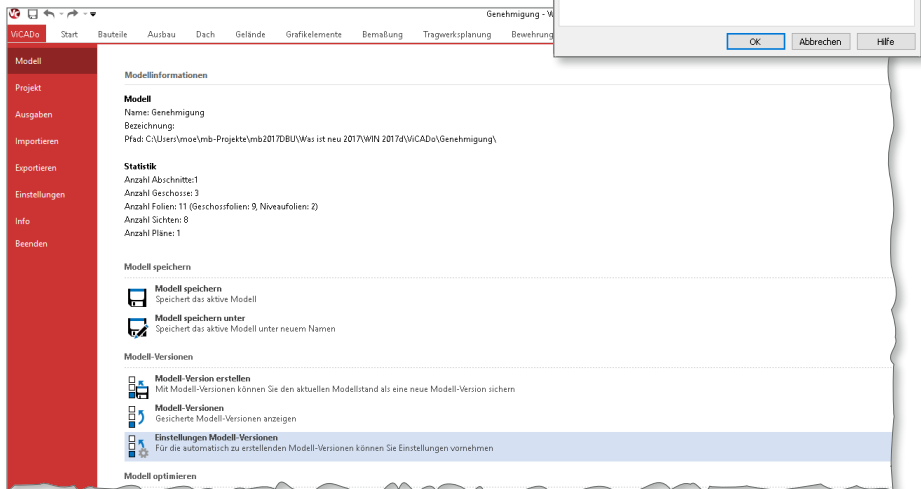 Genehmigung - V
ViCADo Start Bauteile Ausbau Dach Gelände Grafikelemente Bemaßung Tragwerksplanung Bewehrung
OK Abbrechen Hilfe
Modell
Projekt
Ausgaben
Importieren
Exportieren
Einstellungen
Info
Beenden
Modellinformationen
Modell
Name: Genehmigung
Bezeichnung:
Pfad: C:\Users\moe\mb-Projekte\mb2017DBU\Was ist neu 2017\WIN 2017d\ViCADo\Genehmigung\
Statistik
Anzahl Abschnitte:1
Anzahl Geschosse: 3
Anzahl Folien: 11 (Geschossfolien: 9, Niveaufolien: 2)
Anzahl Sichten: 8
Anzahl Pläne: 1
Modell speichern
Modell speichern
Speichert das aktive Modell
Modell speichern unter
Speichert das aktive Modell unter neuem Namen
Modell-Versionen
Modell-Version erstellen
Mit Modell-Versionen können Sie den aktuellen Modellstand als eine neue Modell-Version sichern
Modell-Versionen
Gesicherte Modell-Versionen anzeigen
Einstellungen Modell-Versionen
Für die automatisch zu erstellenden Modell-Versionen können Sie Einstellungen vornehmen
Modell optimieren